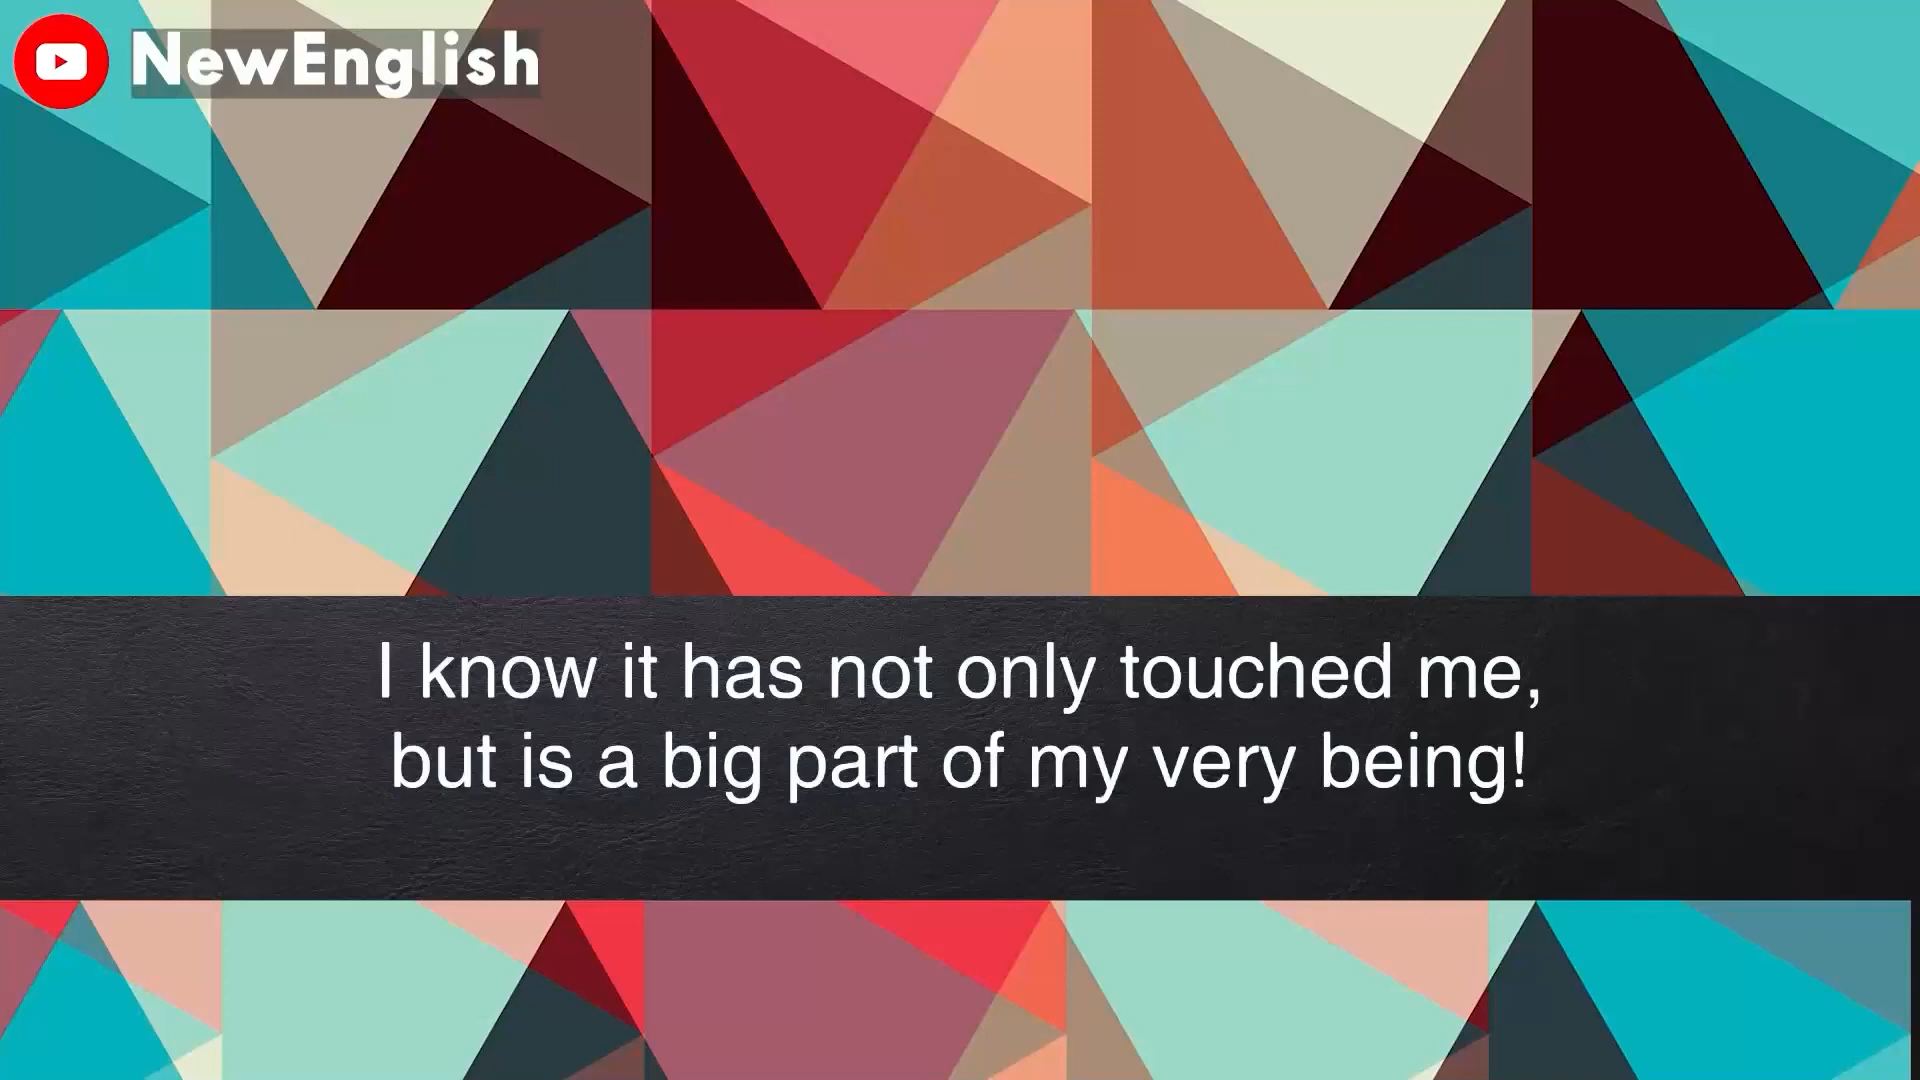 NewEnglish
I know it has not only touched me,
but is a big part of my very being!